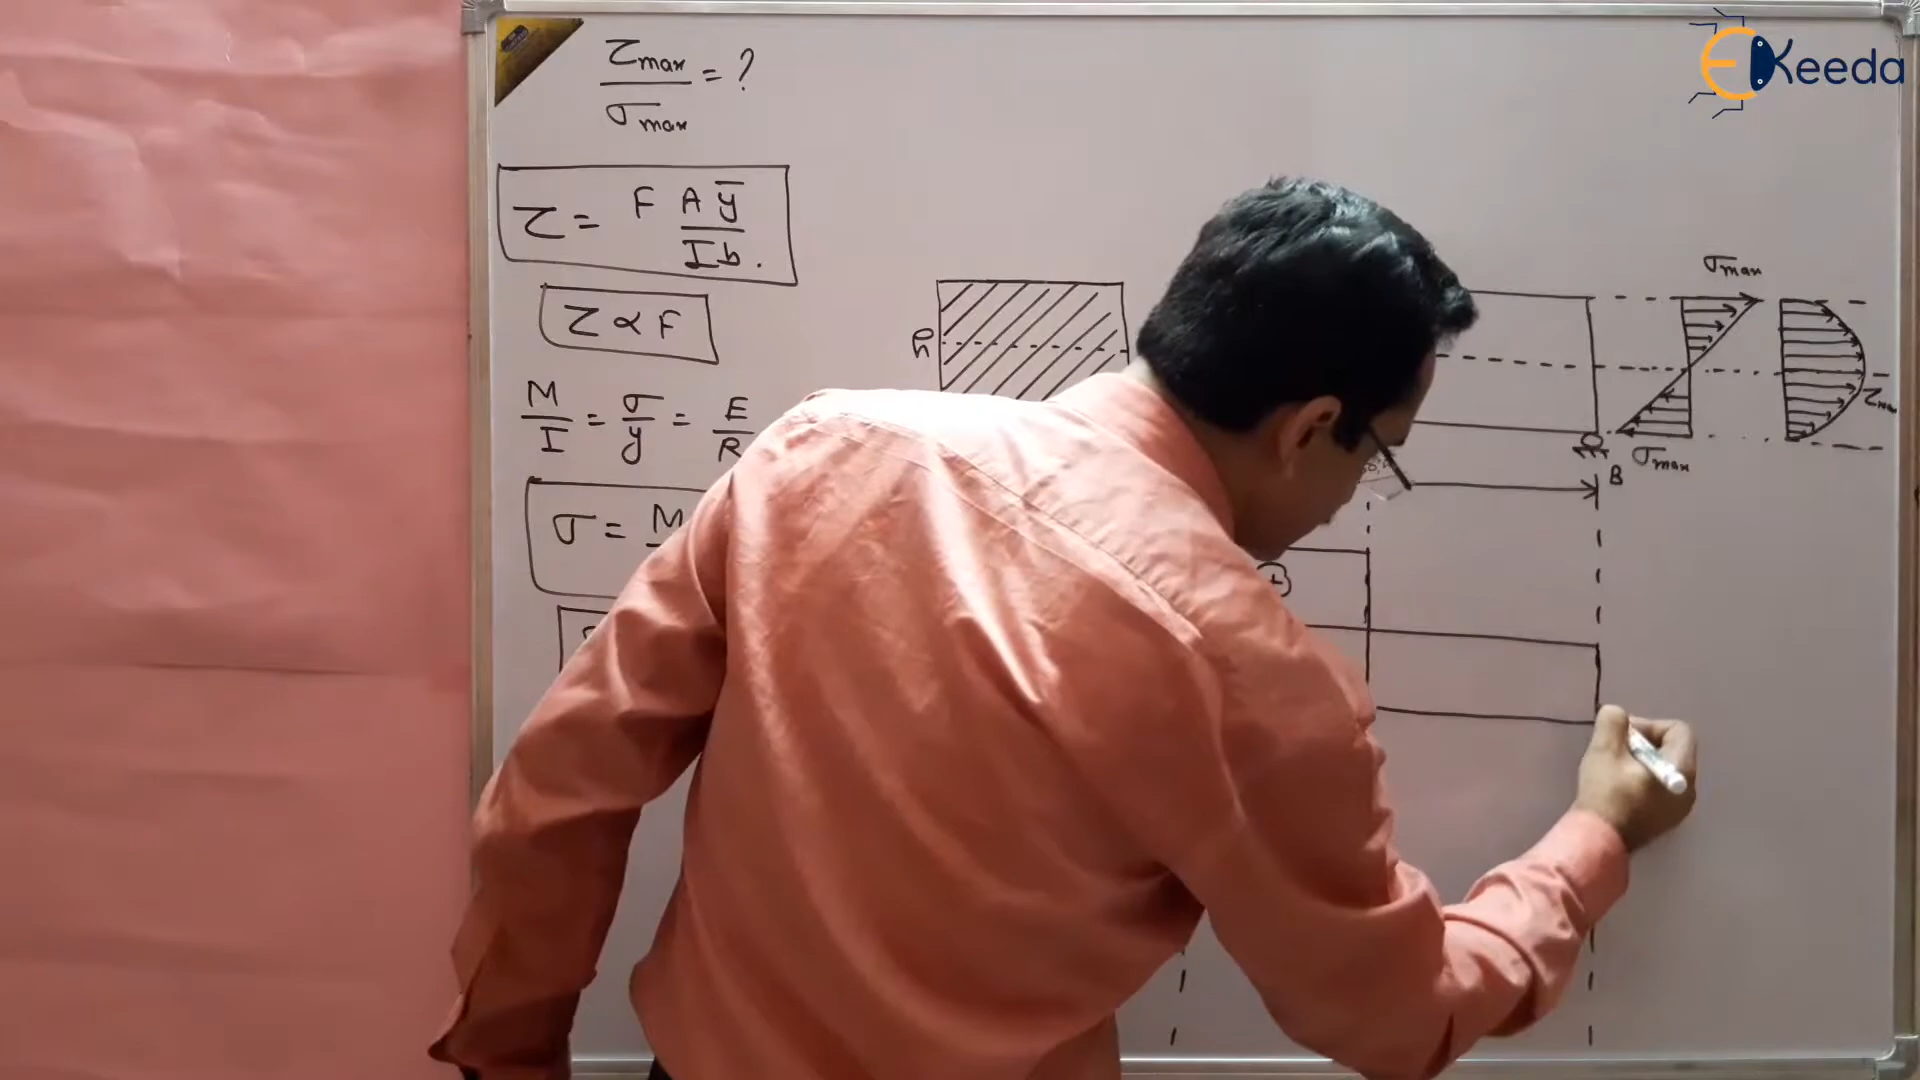 τmax
/σmax = ?
τ = F Aȳ
/Ib.
τ ∝ F
M/I = σ/y = E/R
σ = M
h
σmax
τmax
σmax
B
+
EKeeda